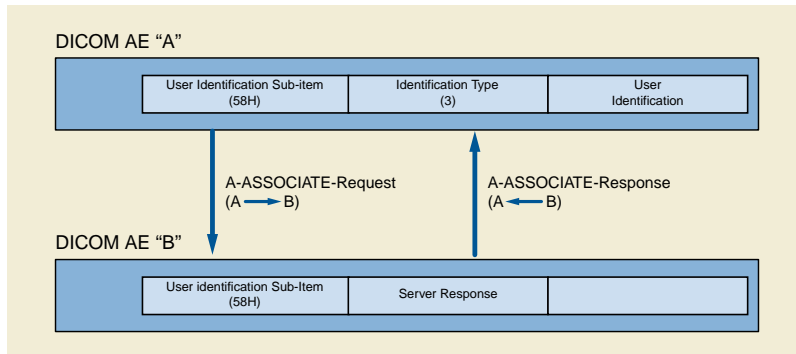 DICOM AE “A”
User Identification Sub-item
(58H)
Identification Type
(3)
User
Identification
A-ASSOCIATE-Request
(A B)
A-ASSOCIATE-Response
(A B)
DICOM AE “B”
User identification Sub-Item
(58H)
Server Response